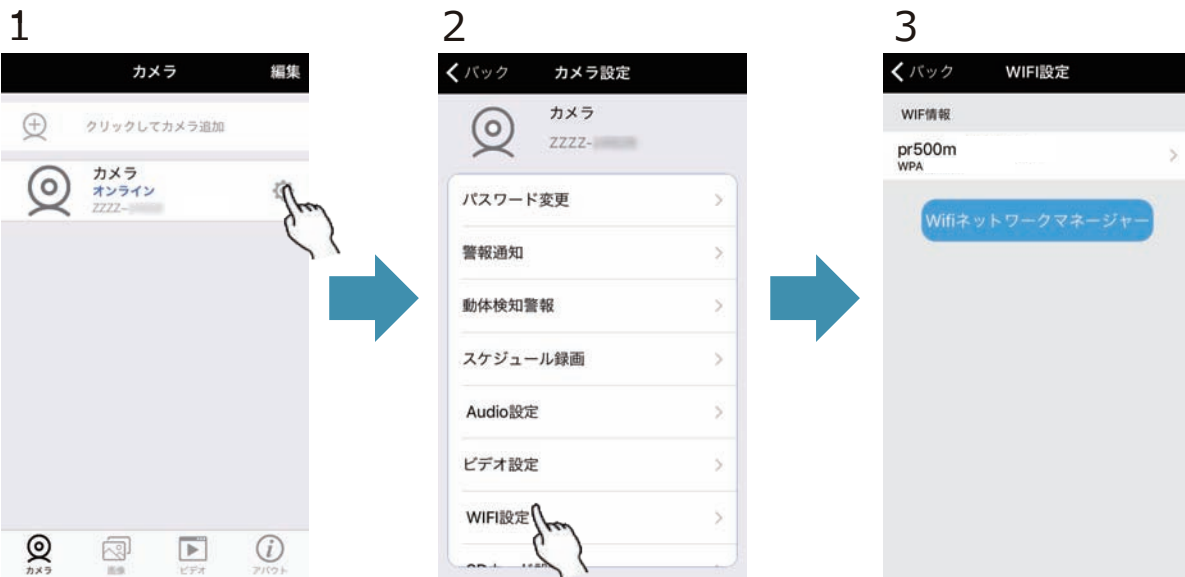 1
カメラ
編集
クリックしてカメラ追加
カメラ
オンライン
ZZZZ-
カメラ
画像
ビデオ
アバウト
2
バック
カメラ設定
カメラ
ZZZZ-
パスワード変更
警報通知
動体検知警報
スケジュール録画
Audio設定
ビデオ設定
WIFI設定
3
バック
WIFI設定
WIF情報
pr500m
WPA
Wifiネットワークマネージャー